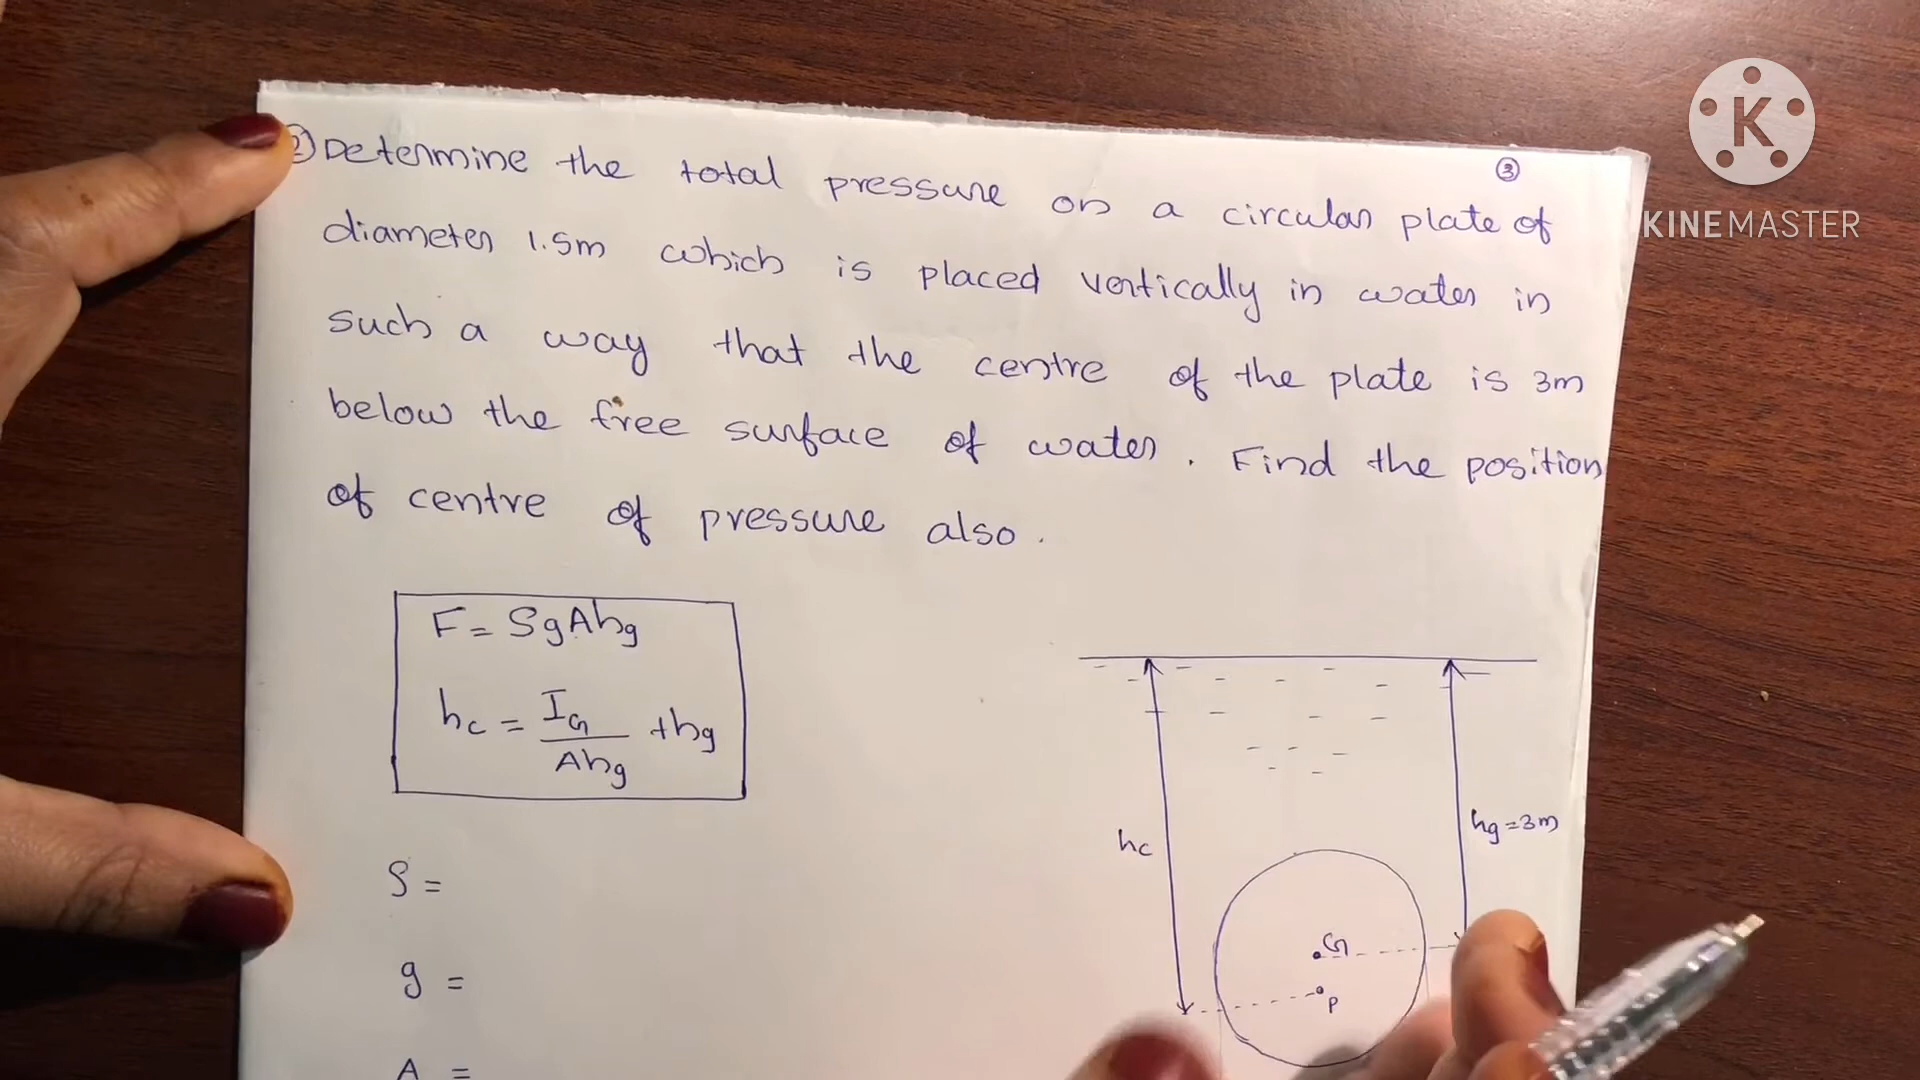 ② Determine the total pressure on a circular plate of
③
diameter 1.5m which is placed vertically in water in
such a way that the centre of the plate is 3m
below the free surface of water. Find the position
of centre of pressure also.
F = ρgAhg
hc = IG/Ahg + hg
ρ =
g =
A =
hc
hg = 3m
G
P
K
KINEMASTER